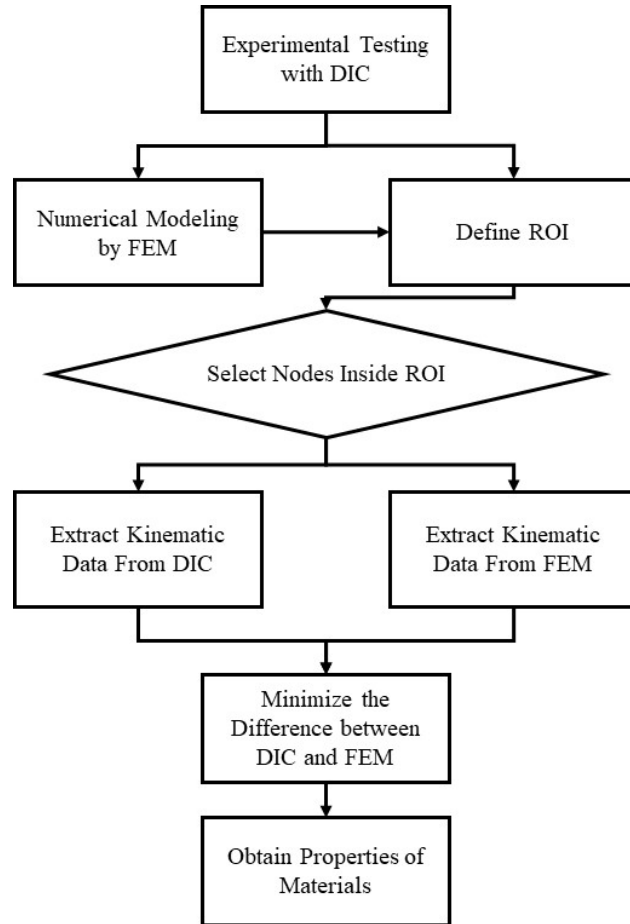 Experimental Testing
with DIC
Numerical Modeling
by FEM
Define ROI
Select Nodes Inside ROI
Extract Kinematic
Data From DIC
Extract Kinematic
Data From FEM
Minimize the
Difference between
DIC and FEM
Obtain Properties of
Materials